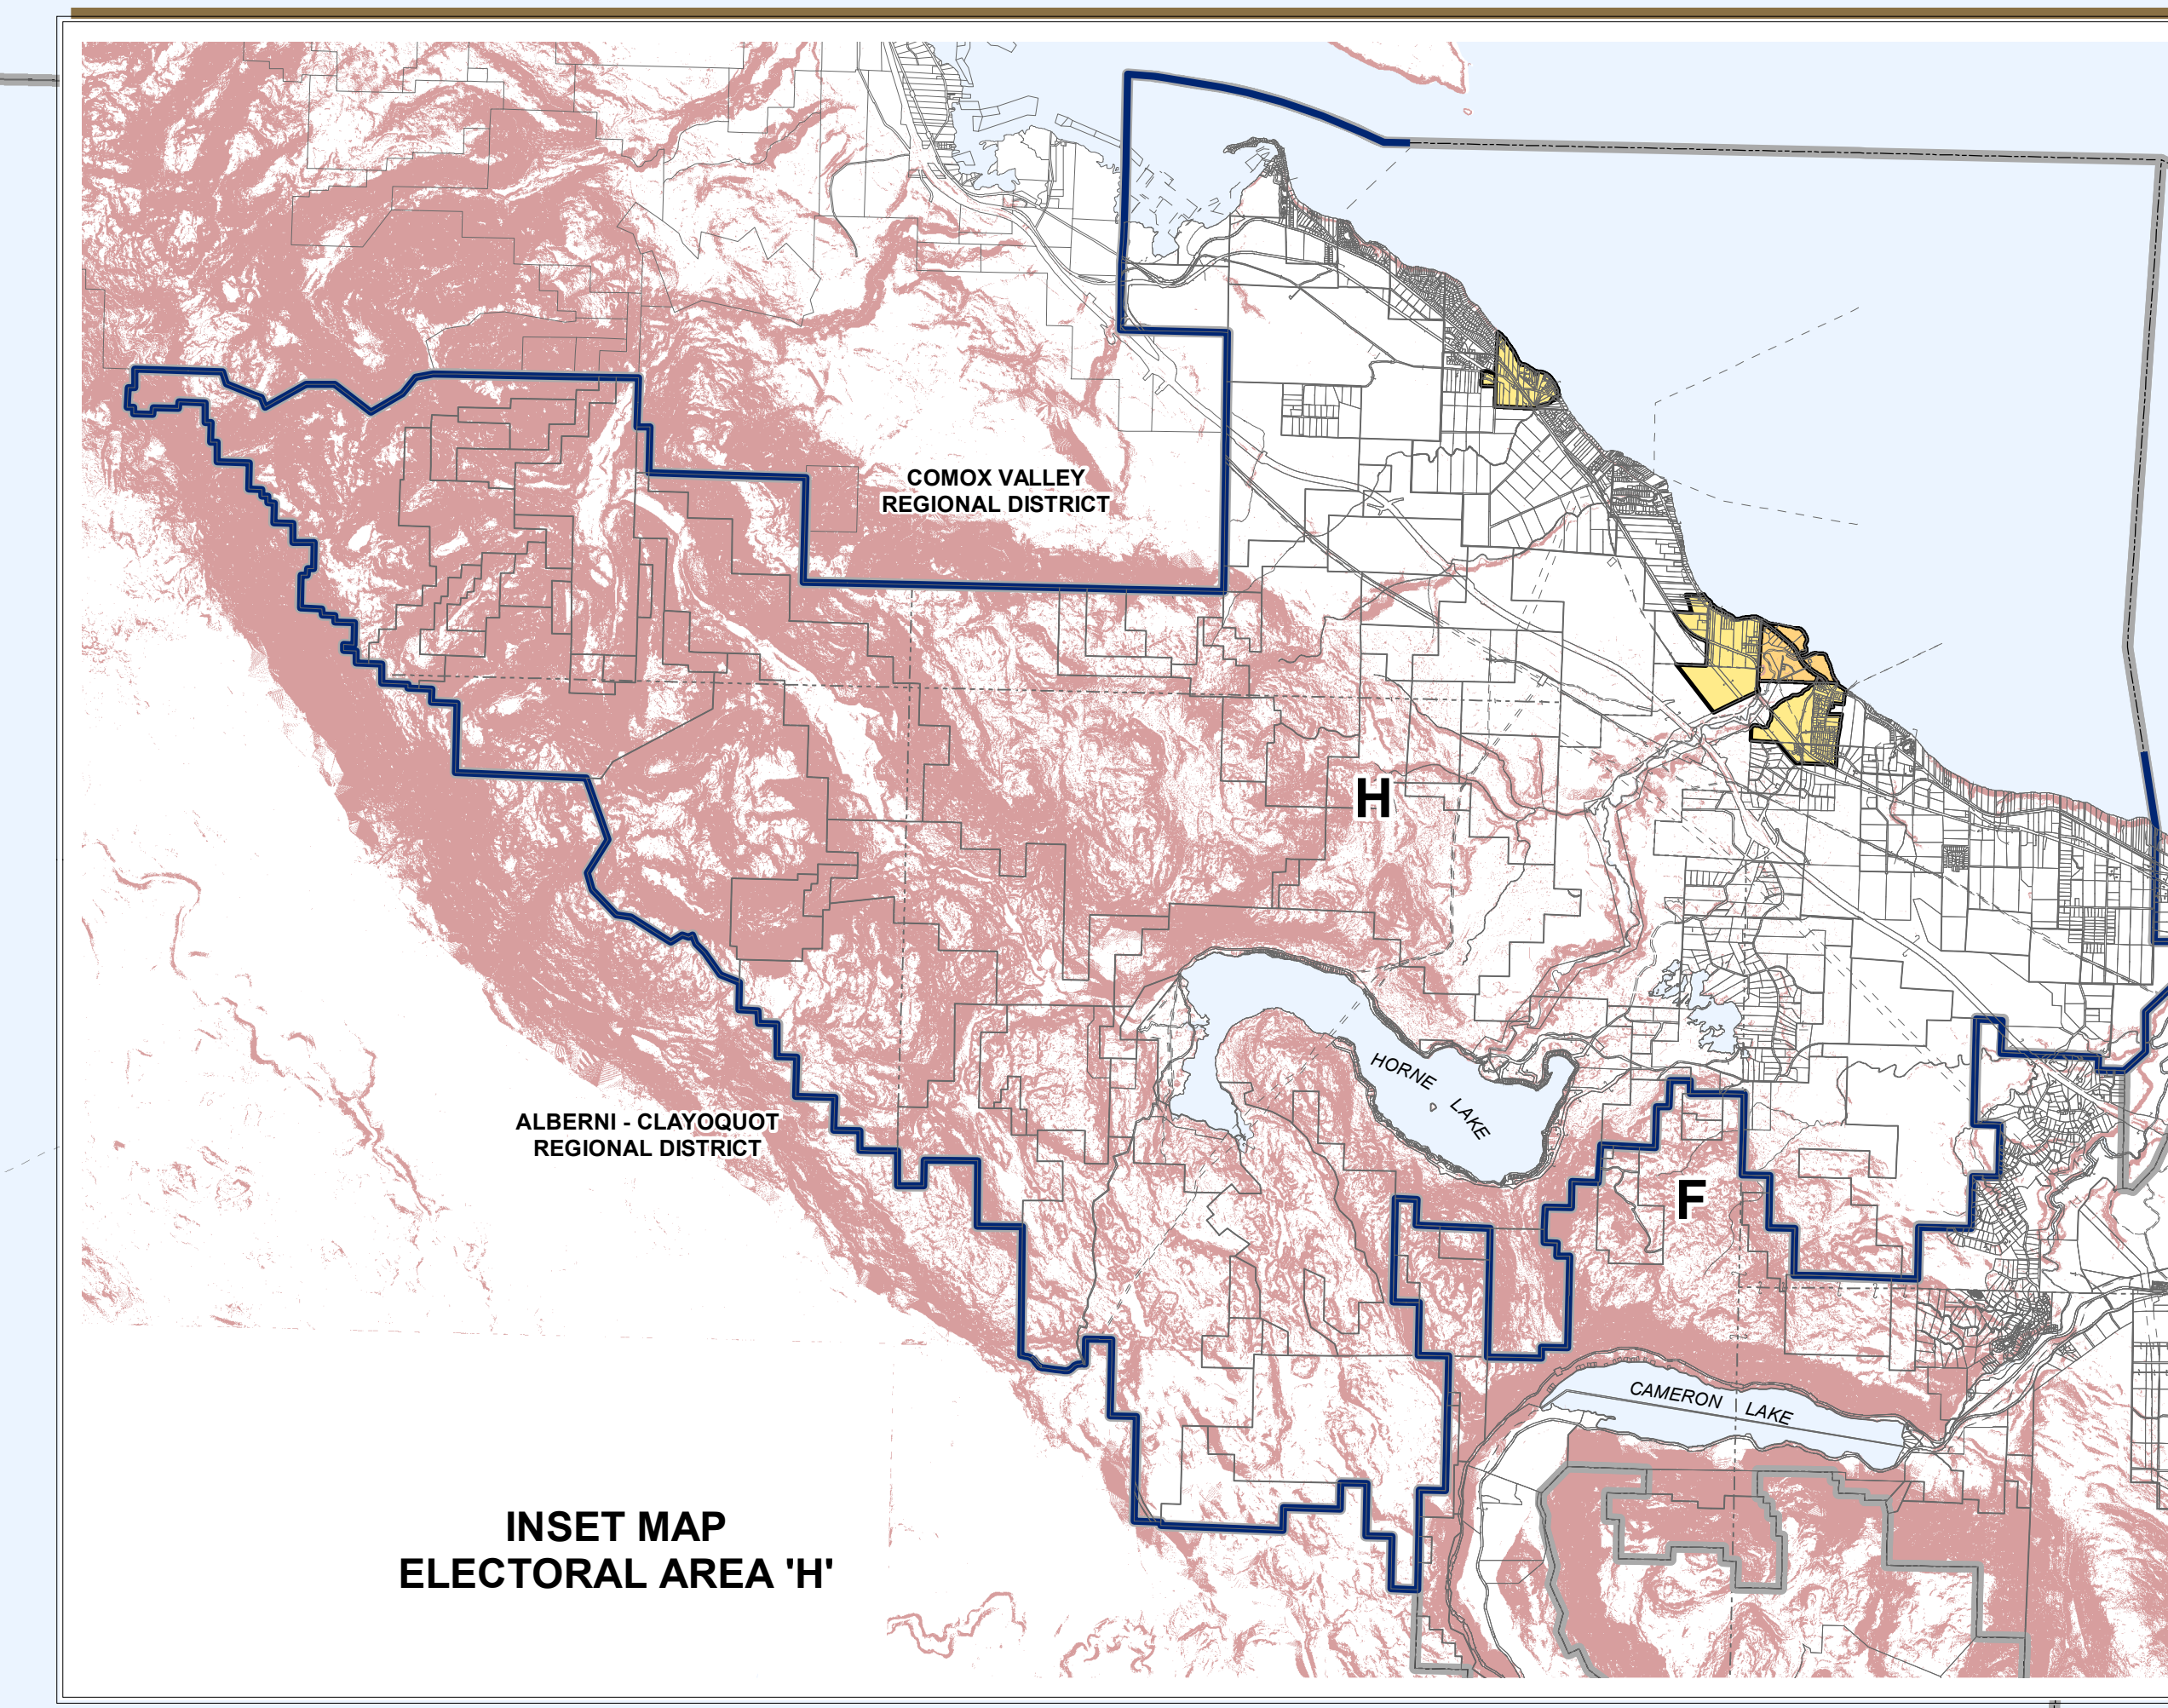 COMOX VALLEY
REGIONAL DISTRICT
H
HORNE
LAKE
ALBERNI - CLAYOQUOT
REGIONAL DISTRICT
F
CAMERON LAKE
INSET MAP
ELECTORAL AREA 'H'